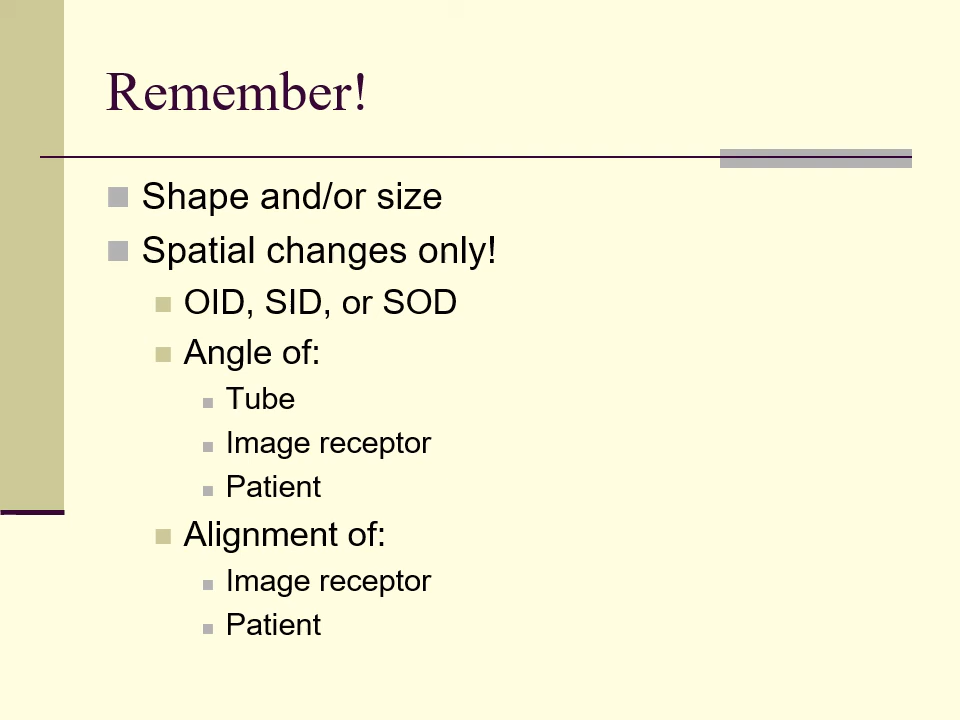 Remember!
Shape and/or size
Spatial changes only!
OID, SID, or SOD
Angle of:
Tube
Image receptor
Patient
Alignment of:
Image receptor
Patient